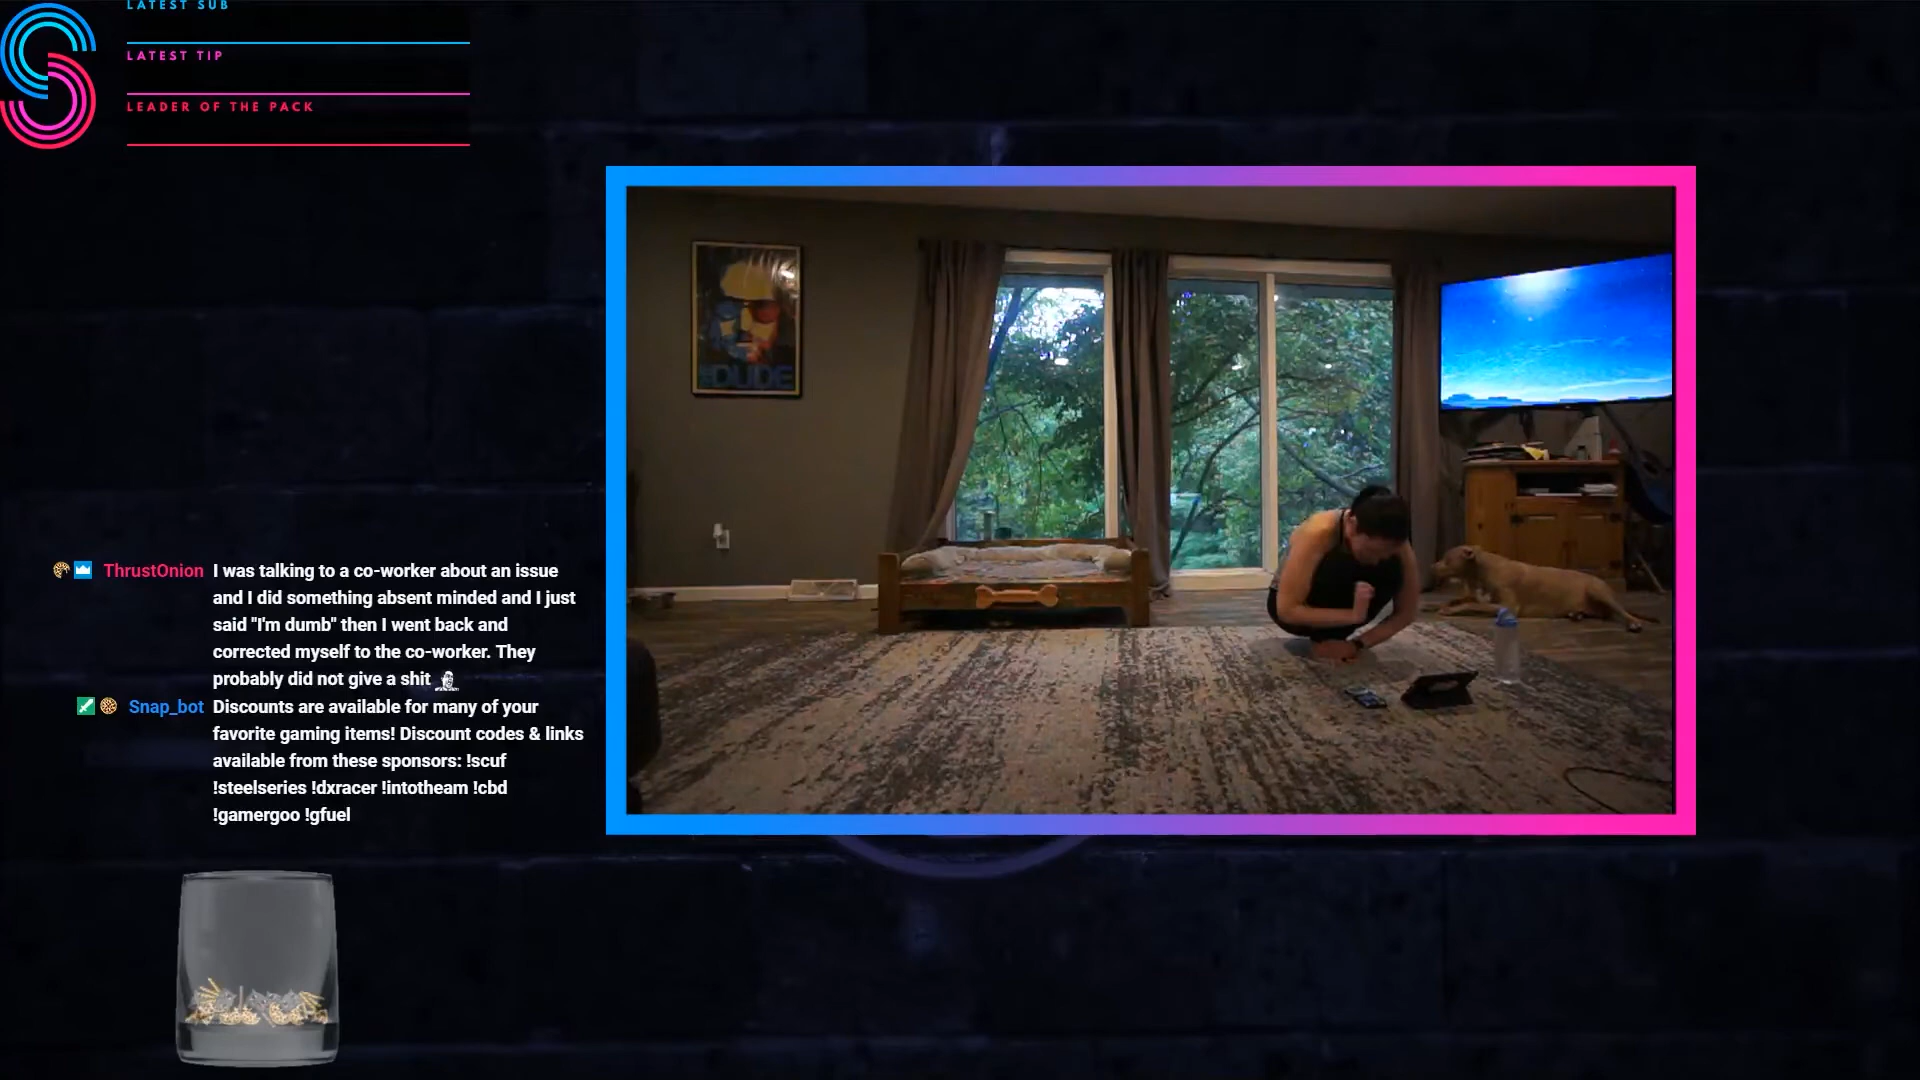 LATEST SUB
LATEST TIP
LEADER OF THE PACK
DUDE
ThrustOnion I was talking to a co-worker about an issue
and I did something absent minded and I just
said "I'm dumb" then I went back and
corrected myself to the co-worker. They
probably did not give a shit
Snap_bot Discounts are available for many of your
favorite gaming items! Discount codes & links
available from these sponsors: !scuf
!steelseries !dxracer !intotheam !cbd
!gamergoo !gfuel